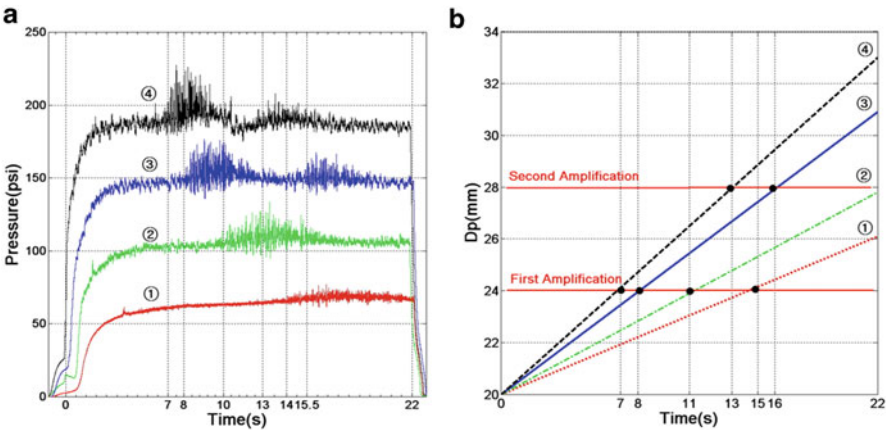 a
250
200
150
100
50
0
Pressure(psi)
④
③
②
①
0 7 8 10 13 14 15.5 22
Time(s)
b
34
32
30
28
26
24
22
20
Dp(mm)
④
③
②
①
Second Amplification
First Amplification
0 7 8 11 13 15 16 22
Time(s)